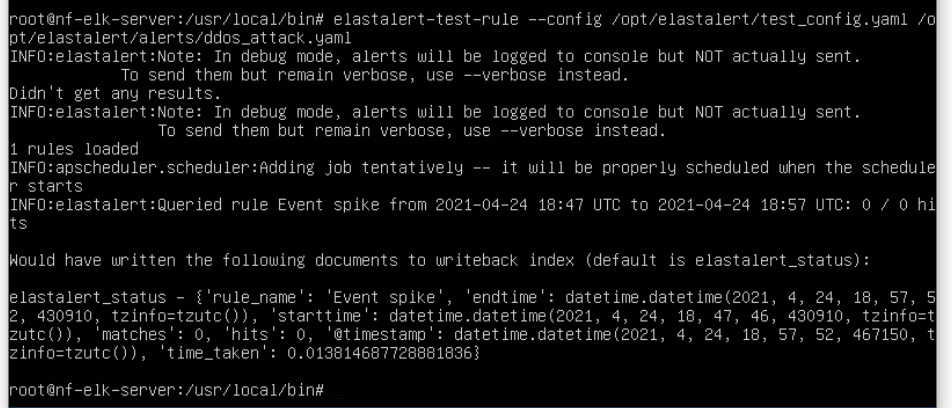 root@nf-elk-server:/usr/local/bin# elastalert-test-rule --config /opt/elastalert/test_config.yaml /o
pt/elastalert/alerts/ddos_attack.yaml
INFO:elastalert:Note: In debug mode, alerts will be logged to console but NOT actually sent.
To send them but remain verbose, use --verbose instead.
Didn't get any results.
INFO:elastalert:Note: In debug mode, alerts will be logged to console but NOT actually sent.
To send them but remain verbose, use --verbose instead.
1 rules loaded
INFO:apscheduler.scheduler:Adding job tentatively -- it will be properly scheduled when the schedule
r starts
INFO:elastalert:Queried rule Event spike from 2021-04-24 18:47 UTC to 2021-04-24 18:57 UTC: 0 / 0 hi
ts
Would have written the following documents to writeback index (default is elastalert_status):
elastalert_status - {'rule_name': 'Event spike', 'endtime': datetime.datetime(2021, 4, 24, 18, 57, 5
2, 430910, tzinfo=tzutc()), 'starttime': datetime.datetime(2021, 4, 24, 18, 47, 46, 430910, tzinfo=t
zutc()), 'matches': 0, 'hits': 0, '@timestamp': datetime.datetime(2021, 4, 24, 18, 57, 52, 467150, t
zinfo=tzutc()), 'time_taken': 0.013814687728881836}
root@nf-elk-server:/usr/local/bin#